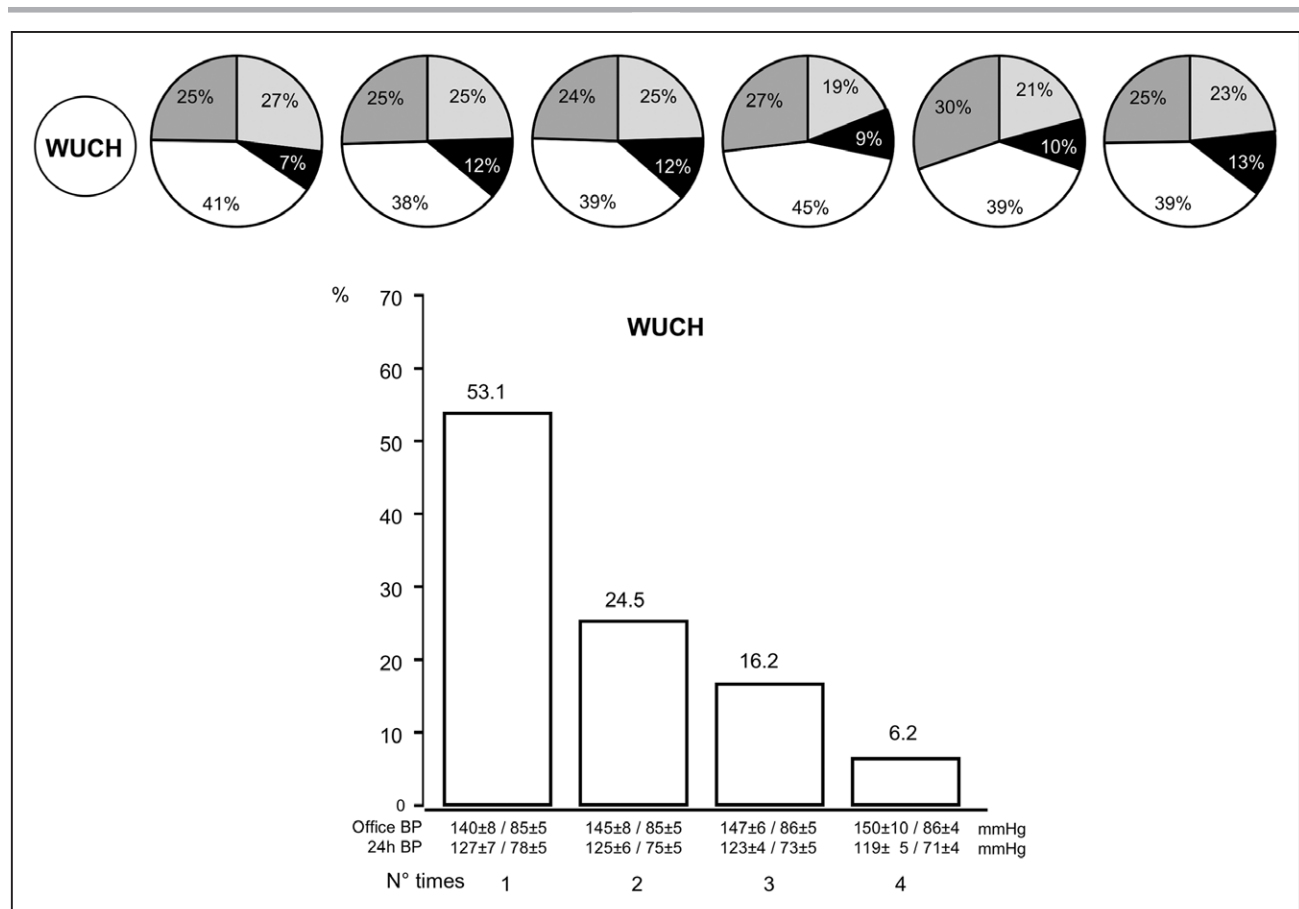 WUCH
25% 27% 7% 41%
25% 25% 12% 38%
24% 25% 12% 39%
27% 19% 9% 45%
30% 21% 10% 39%
25% 23% 13% 39%
%
WUCH
70
60
50
40
30
20
10
0
53.1
24.5
16.2
6.2
Office BP 140±8 / 85±5 145±8 / 85±5 147±6 / 86±5 150±10 / 86±4 mmHg
24h BP 127±7 / 78±5 125±6 / 75±5 123±4 / 73±5 119± 5 / 71±4 mmHg
N° times 1 2 3 4